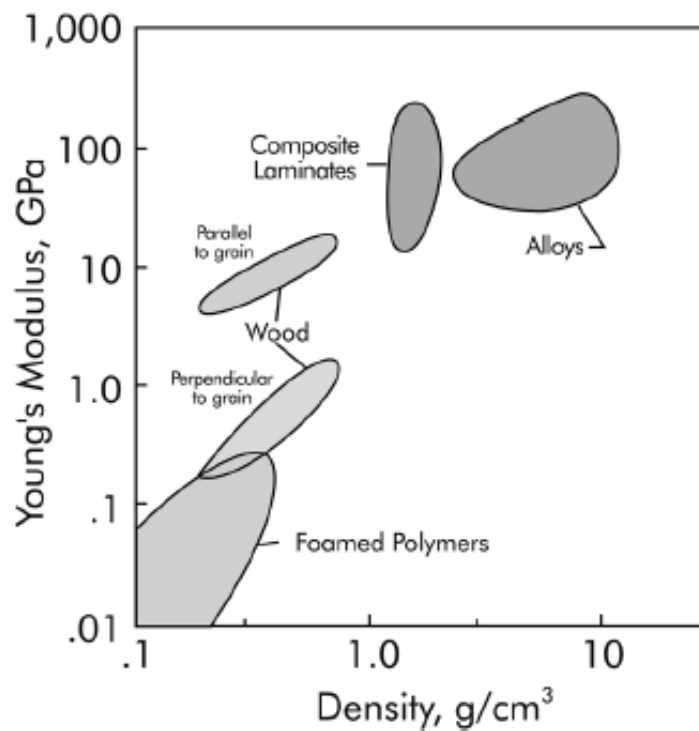 1,000
100
10
1.0
.1
.01
Young's Modulus, GPa
Composite
Laminates
Alloys
Parallel
to grain
Wood
Perpendicular
to grain
Foamed Polymers
.1
1.0
10
Density, g/cm³